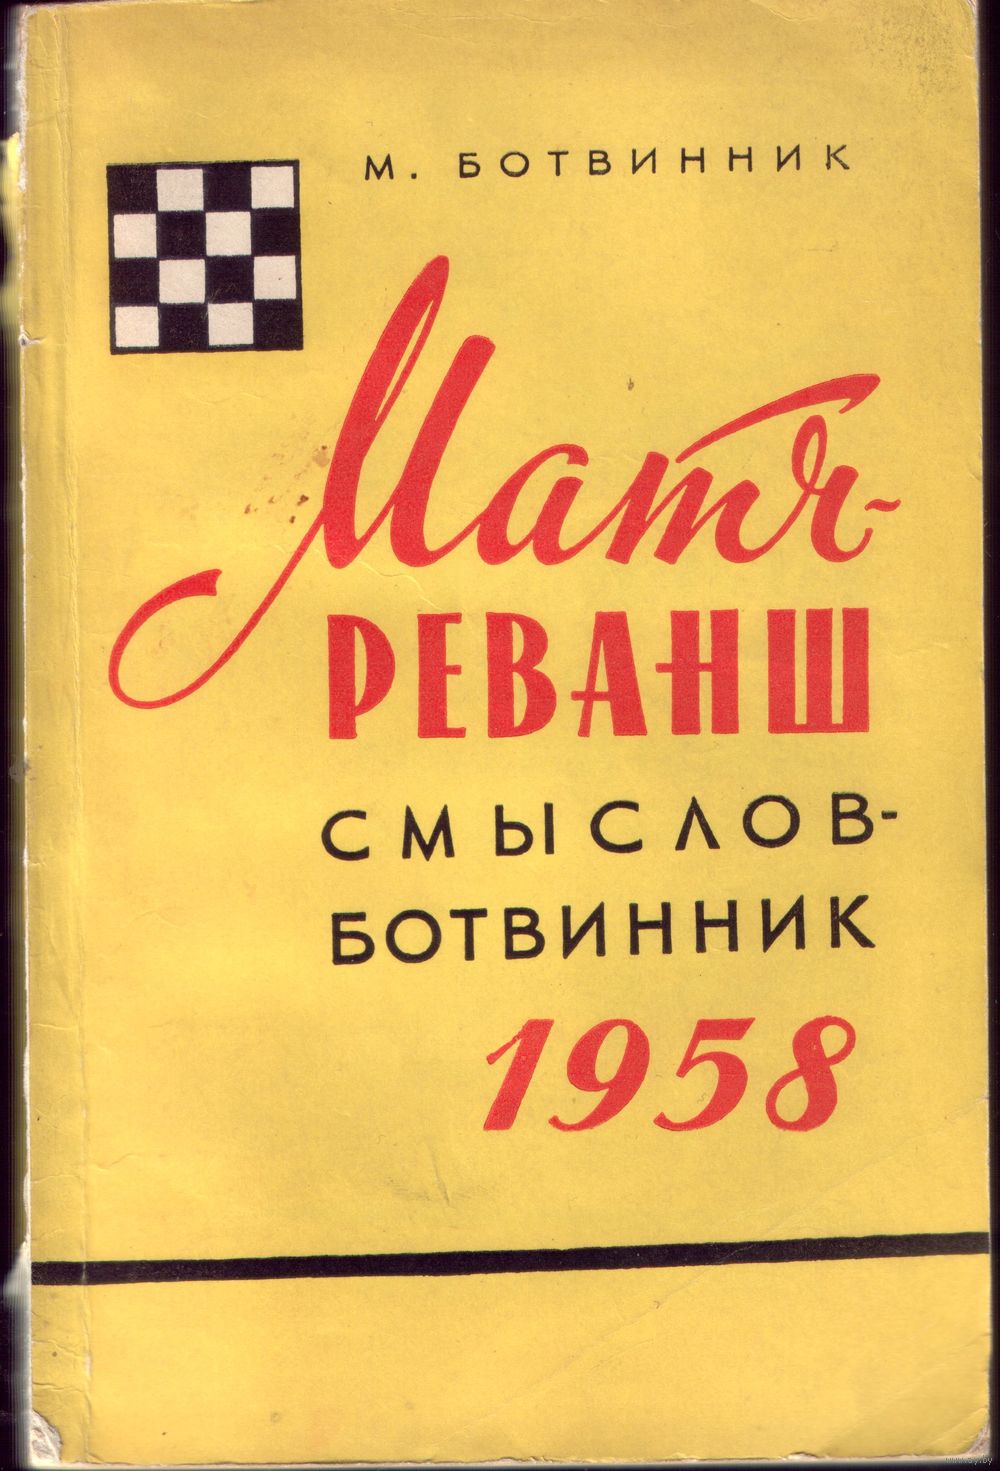 М. БОТВИННИК
Матч-
РЕВАНШ
СМЫСЛОВ-
БОТВИННИК
1958